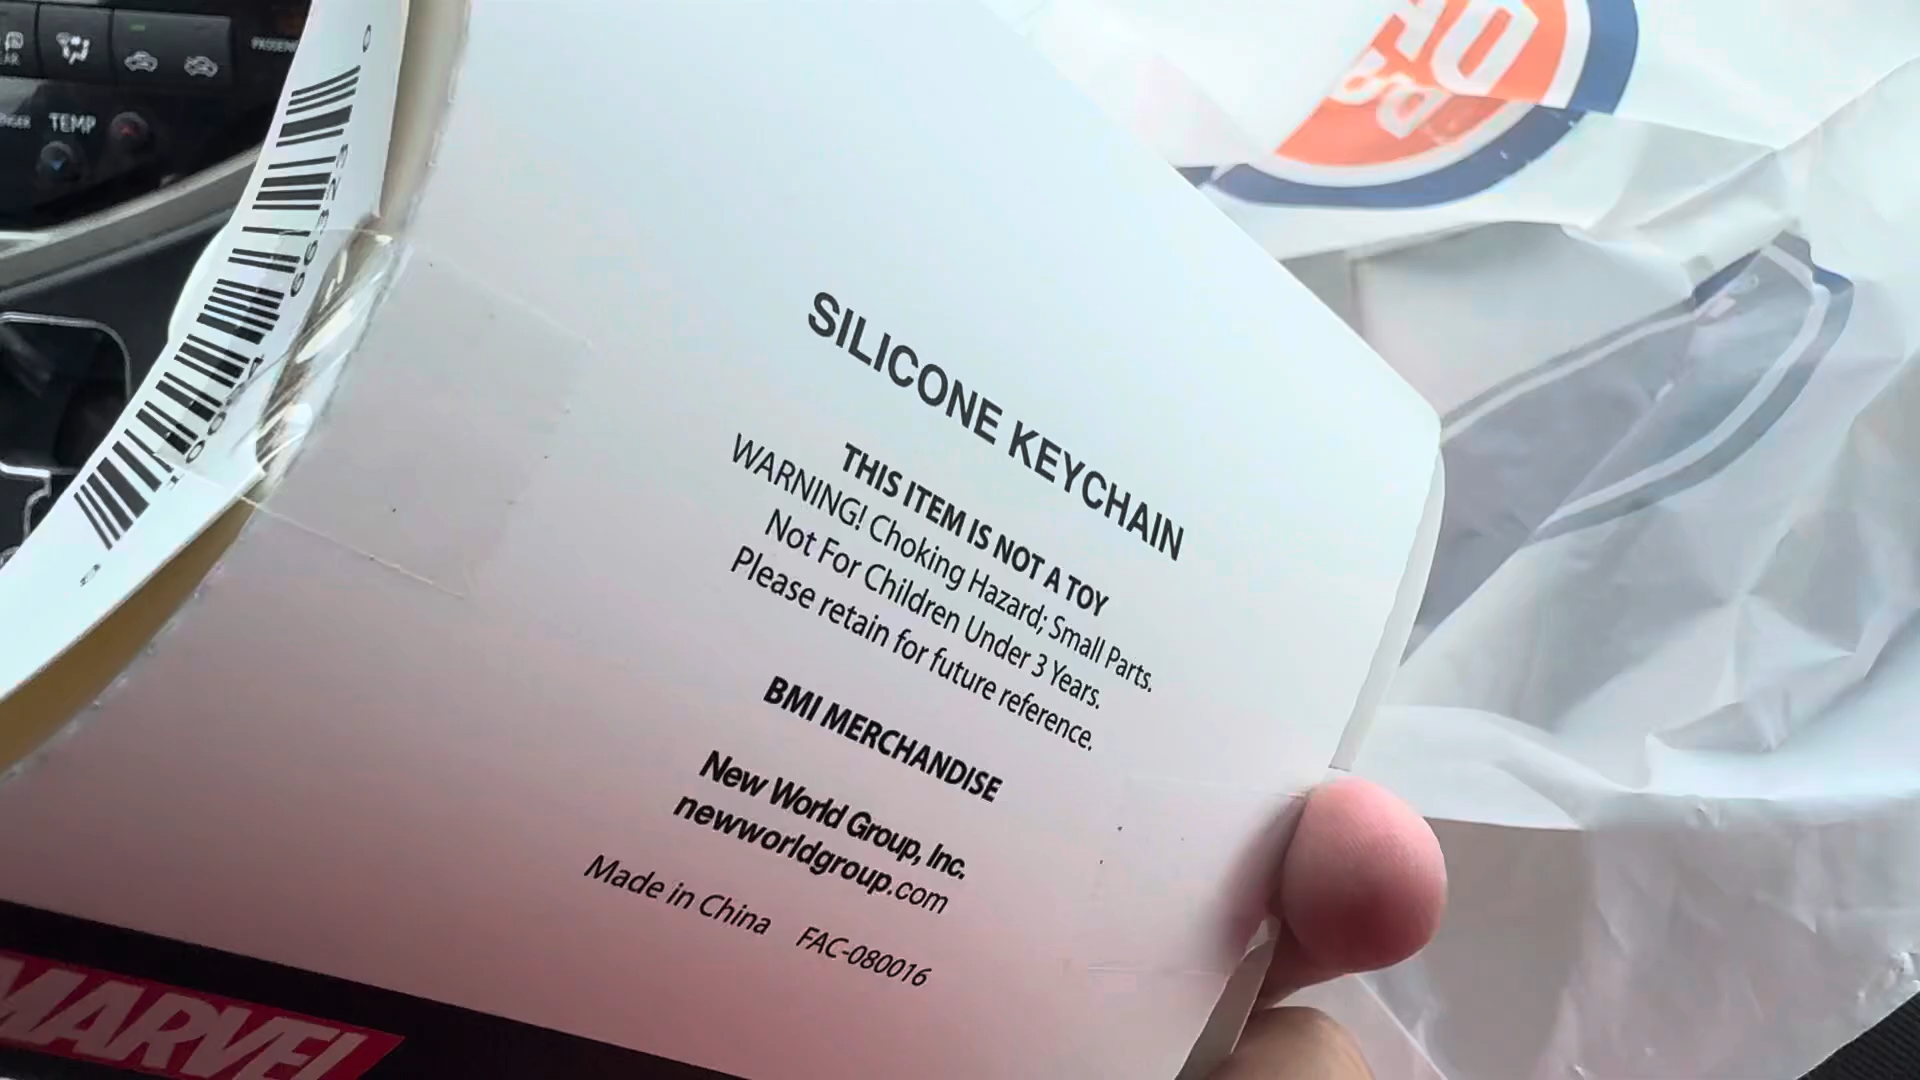 SILICONE KEYCHAIN
THIS ITEM IS NOT A TOY
WARNING! Choking Hazard; Small Parts.
Not For Children Under 3 Years.
Please retain for future reference.
BMI MERCHANDISE
New World Group, Inc.
newworldgroup.com
Made in China FAC-080016
MARVEL
TEMP